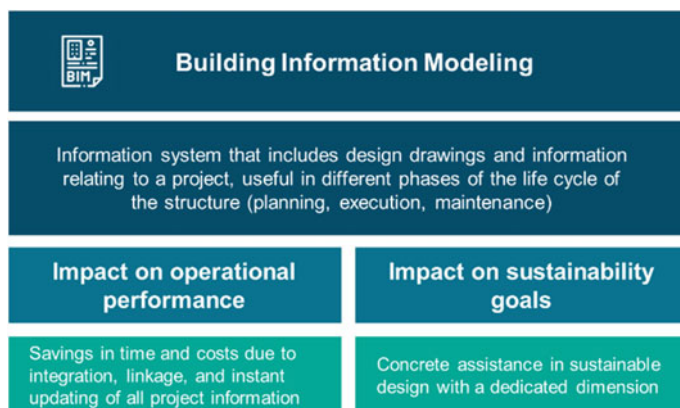 BIM
Building Information Modeling
Information system that includes design drawings and information
relating to a project, useful in different phases of the life cycle of
the structure (planning, execution, maintenance)
Impact on operational
performance
Impact on sustainability
goals
Savings in time and costs due to
integration, linkage, and instant
updating of all project information
Concrete assistance in sustainable
design with a dedicated dimension